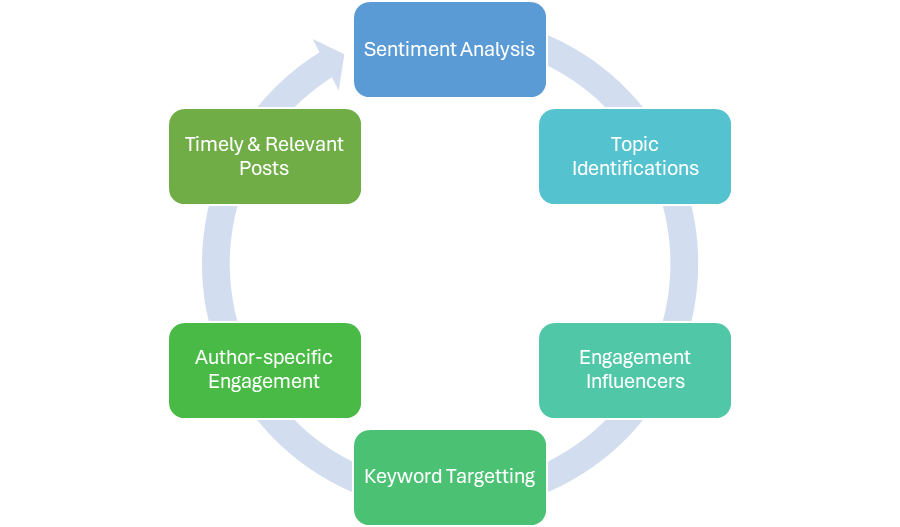 Sentiment Analysis
Topic
Identifications
Engagement
Influencers
Keyword Targetting
Author-specific
Engagement
Timely & Relevant
Posts